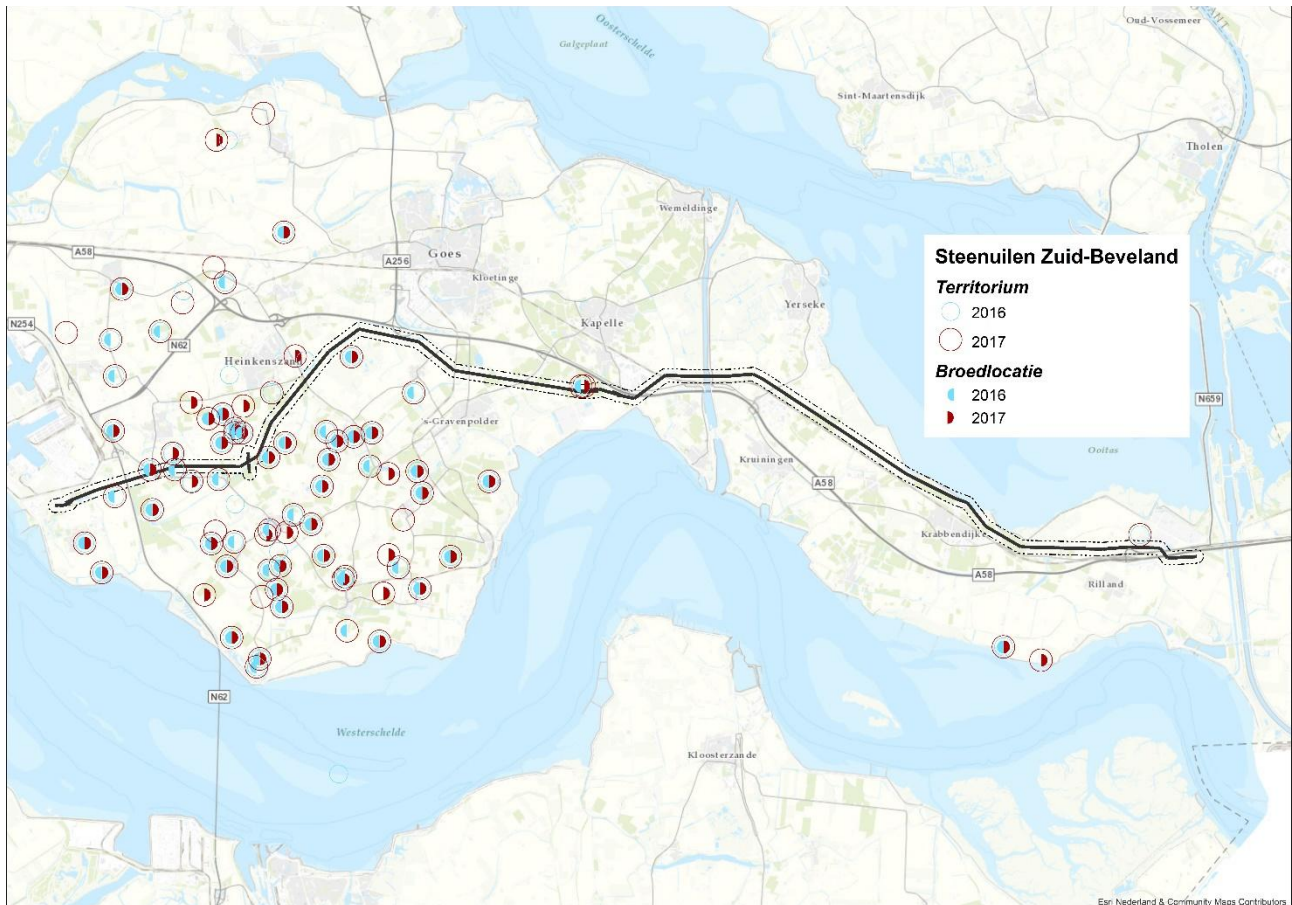 Oosterschelde
Oud-Vossemeer
Galgeplaat
Sint-Maartensdijk
Tholen
Wemeldinge
A58
A256
Goes
Kloetinge
Yerseke
N254
N62
Kapelle
Heinkenszand
's-Gravenpolder
Kruiningen
A58
Krabbendijke
A58
Rilland
N659
Ooitas
N62
Westerschelde
Kloosterzande
Steenuilen Zuid-Beveland
Territorium
2016
2017
Broedlocatie
2016
2017
Esri Nederland & Community Maps Contributors